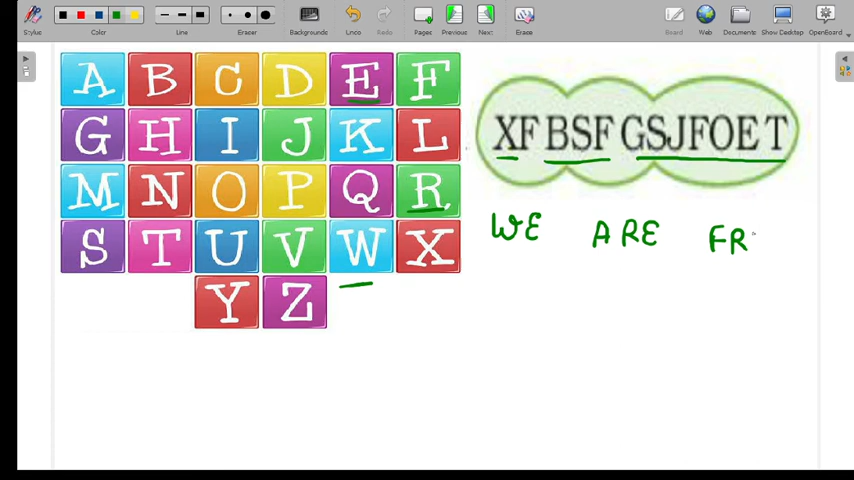 Stylus Color Line Eraser Backgrounds Undo Redo Pages Previous Next Erase Board Web Documents Show Desktop OpenBoard
A B C D E F
G H I J K L
M N O P Q R
S T U V W X
Y Z
XF BSF GSJFOE T
WE ARE FR